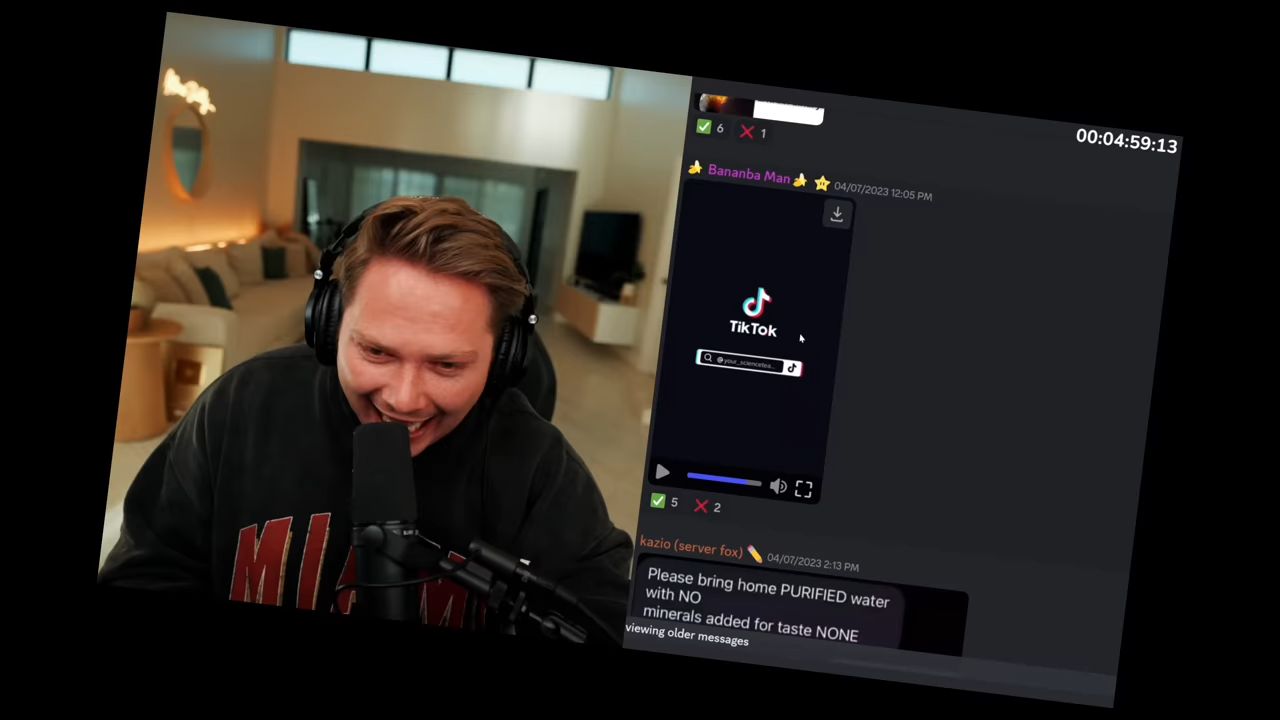 6 1
00:04:59:13
Bananba Man 04/07/2023 12:05 PM
TikTok
@your_sciencetea...
5 2
kazio (server fox) 04/07/2023 2:13 PM
Please bring home PURIFIED water
with NO
minerals added for taste NONE
viewing older messages
MIAM